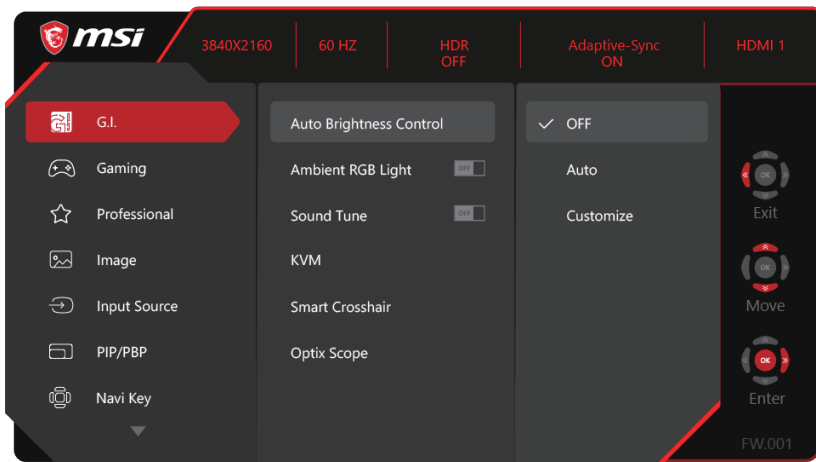 msi
3840X2160
60 HZ
HDR
OFF
Adaptive-Sync
ON
HDMI 1
G.I.
Gaming
Professional
Image
Input Source
PIP/PBP
Navi Key
Auto Brightness Control
Ambient RGB Light
OFF
Sound Tune
OFF
KVM
Smart Crosshair
Optix Scope
OFF
Auto
Customize
OK
Exit
OK
Move
OK
Enter
FW.001